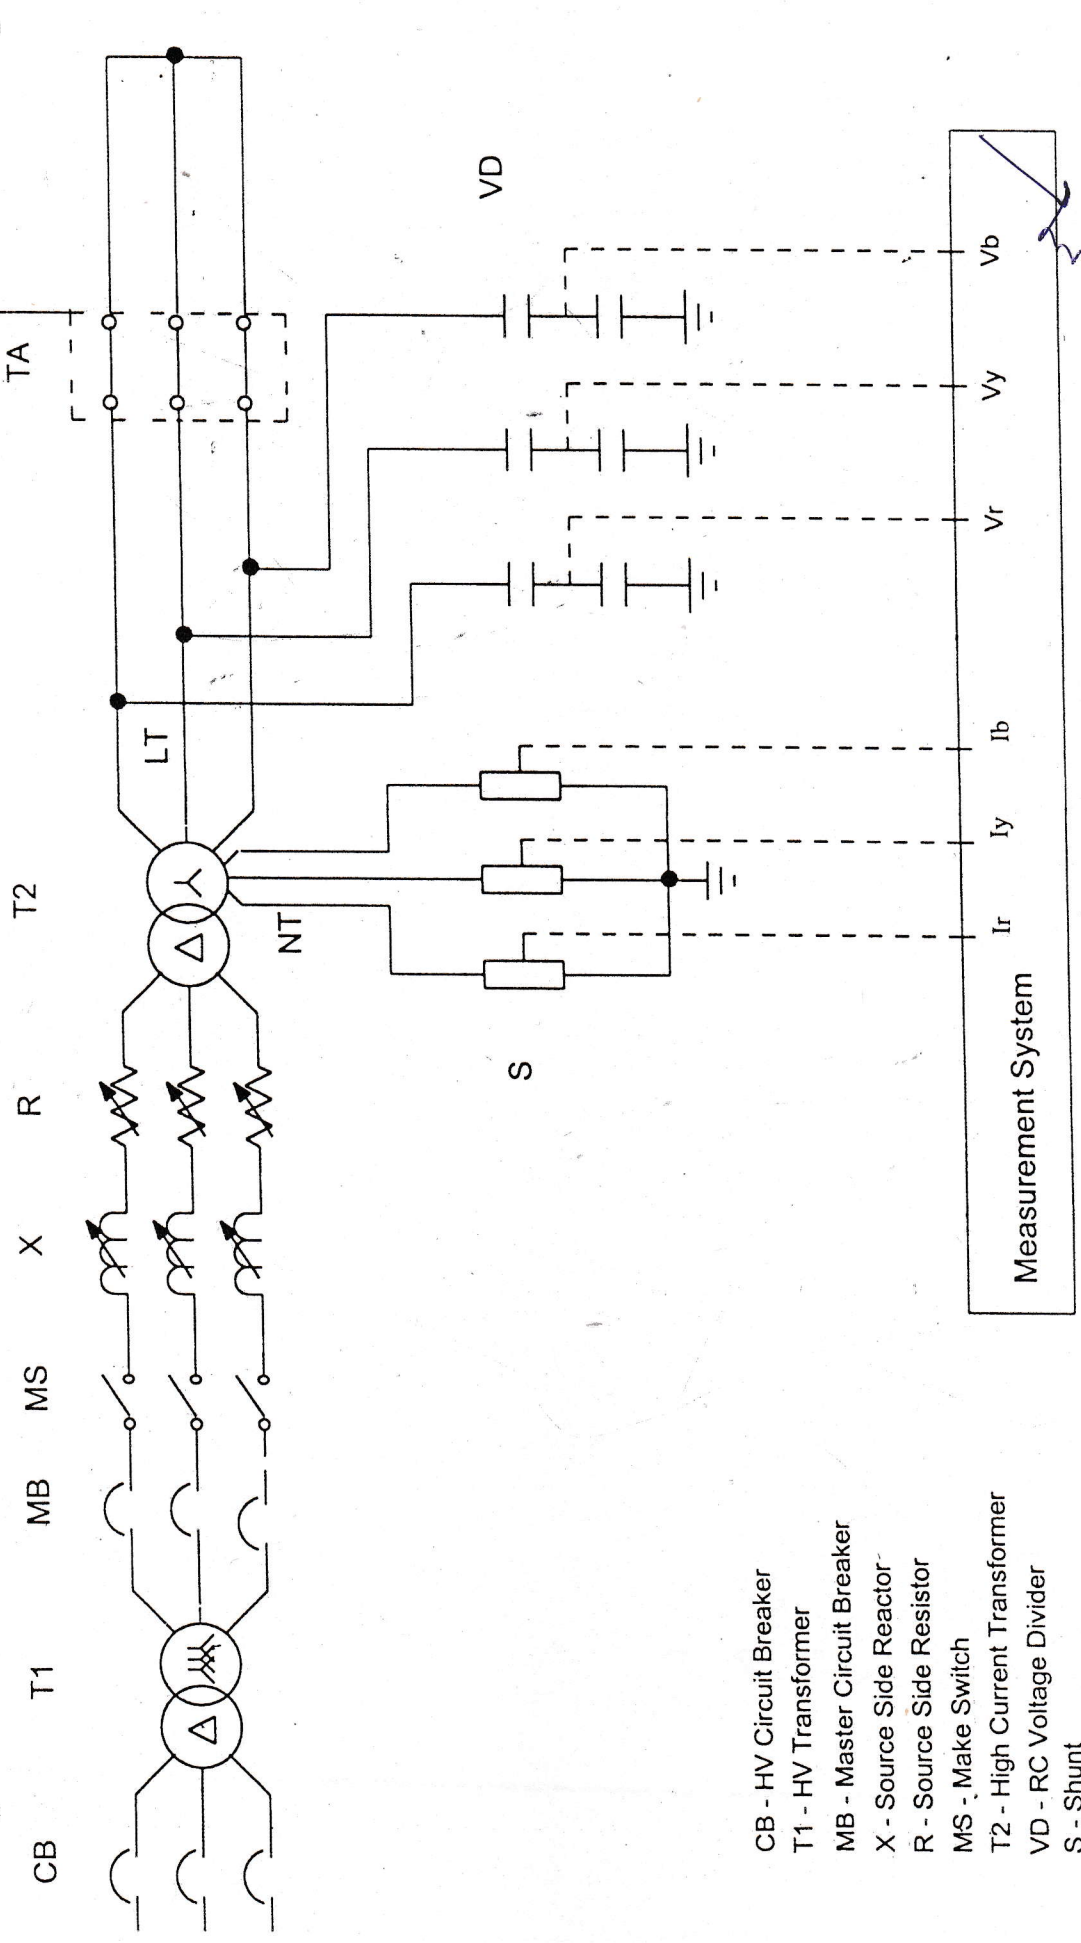 CB
T1
MB
MS
X
R
T2
LT
NT
TA
S
VD
Ir
Iy
Ib
Vr
Vy
Vb
Measurement System
CB - HV Circuit Breaker
T1 - HV Transformer
MB - Master Circuit Breaker
X - Source Side Reactor
R - Source Side Resistor
MS - Make Switch
T2 - High Current Transformer
VD - RC Voltage Divider
S - Shunt